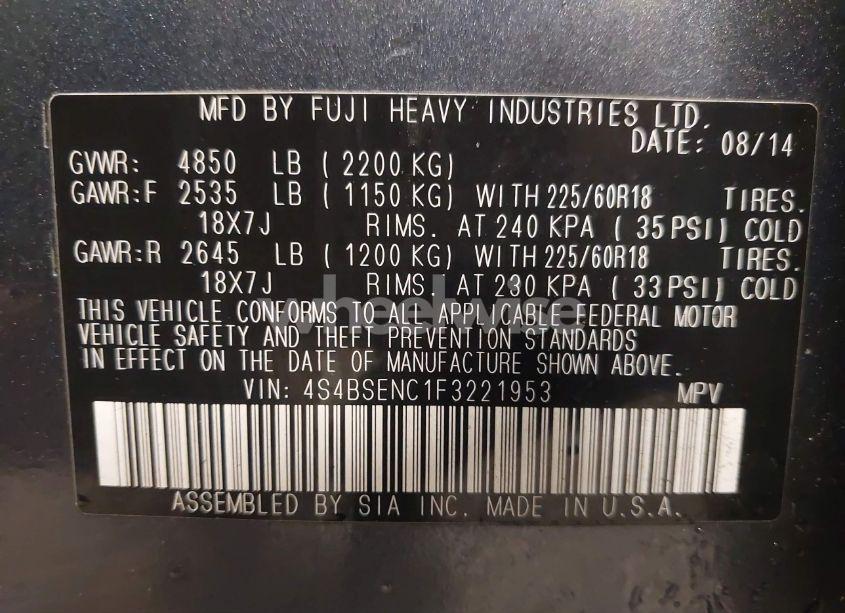 MFD BY FUJI HEAVY INDUSTRIES LTD.
DATE: 08/14
GVWR: 4850 LB ( 2200 KG)
GAWR:F 2535 LB ( 1150 KG) WITH 225/60R18 TIRES.
18X7J RIMS. AT 240 KPA ( 35 PSI) COLD
GAWR:R 2645 LB ( 1200 KG) WITH 225/60R18 TIRES.
18X7J RIMS. AT 230 KPA ( 33 PSI) COLD
wheelwise
THIS VEHICLE CONFORMS TO ALL APPLICABLE FEDERAL MOTOR
VEHICLE SAFETY AND THEFT PREVENTION STANDARDS
IN EFFECT ON THE DATE OF MANUFACTURE SHOWN ABOVE.
VIN: 4S4BSENC1F3221953 MPV
ASSEMBLED BY SIA INC. MADE IN U.S.A.